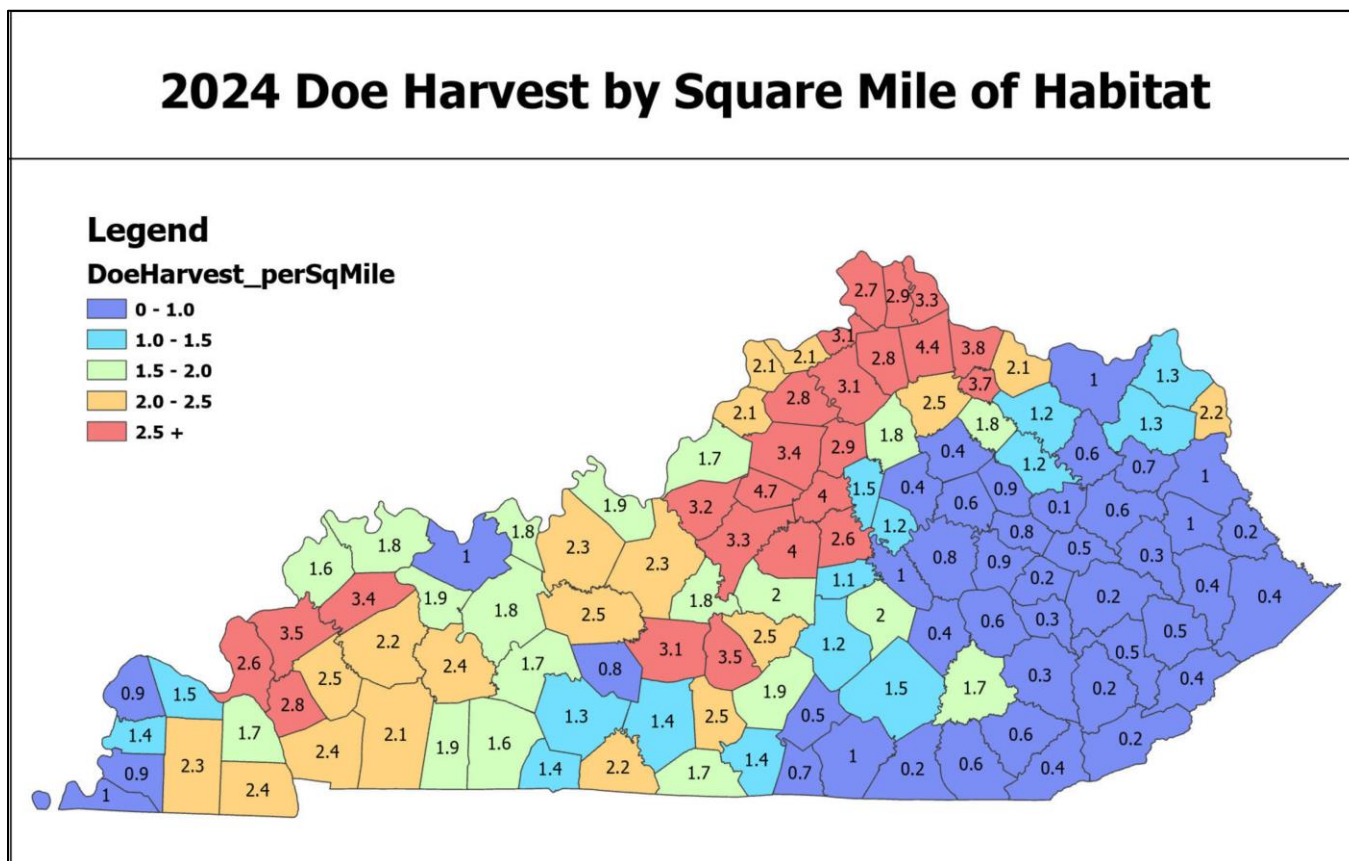 2024 Doe Harvest by Square Mile of Habitat
Legend
DoeHarvest_perSqMile
0 - 1.0
1.0 - 1.5
1.5 - 2.0
2.0 - 2.5
2.5 +
2.7 2.9 3.3
3.1 2.8 4.4 3.8
2.1 2.1 3.1 3.7 2.1 1 1.3
2.1 2.8 2.5 1.8 1.2 1.3 2.2
1.7 3.4 2.9 1.8 0.4 1.2 0.6 0.7 1
1.9 3.2 4.7 4 1.5 0.4 0.6 0.9 0.1 0.6 1 0.2
1.8 1.8 2.3 2.3 3.3 4 2.6 1.2 0.8 0.8 0.5 0.3
1.6 1 1.1 1 0.9 0.2 0.2 0.4 0.4
3.4 1.9 1.8 2.5 1.8 2 2 0.4 0.6 0.3 0.5
3.5 2.2 2.4 1.7 3.1 3.5 2.5 1.2 0.5
2.6 2.5 0.8 1.9 1.5 1.7 0.3 0.2 0.4
0.9 1.5 2.8 1.3 1.4 2.5 0.5
1.4 1.7 2.4 2.1 1.9 1.6 0.6 0.2
0.9 2.3 2.4 1.4 2.2 1.7 1.4 0.7 1 0.2 0.6 0.4
1